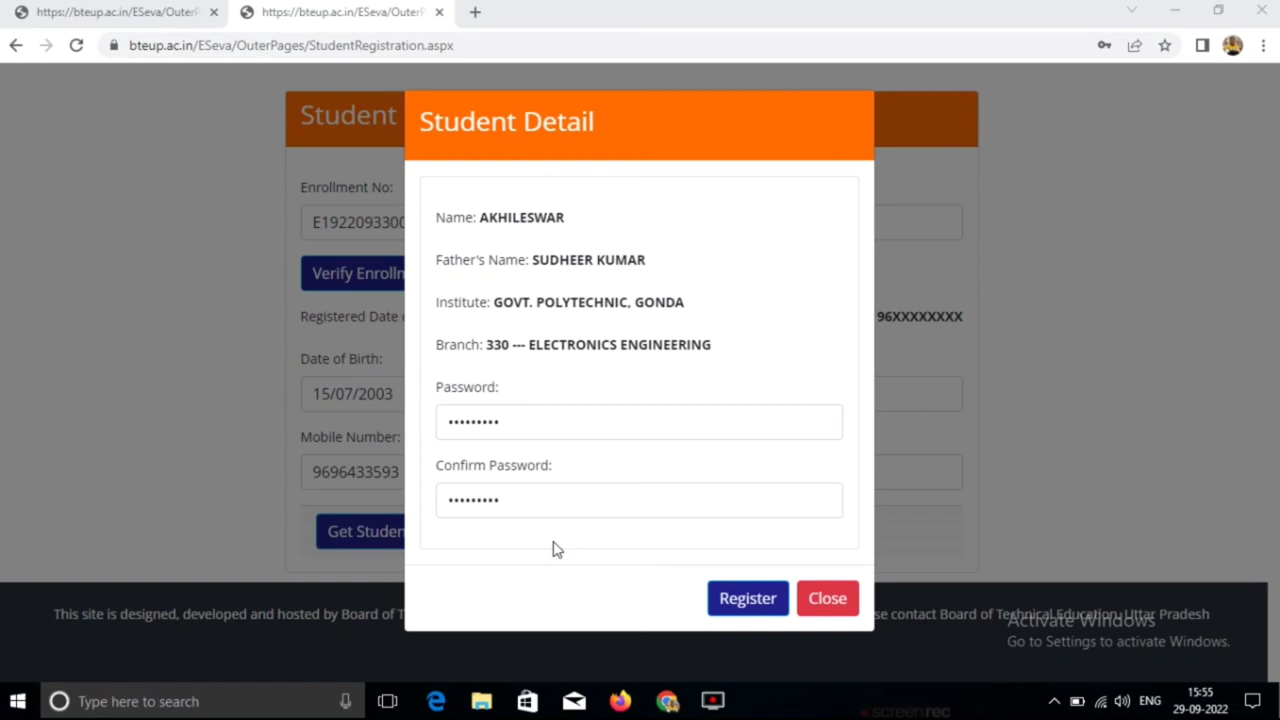 https://bteup.ac.in/ESeva/OuterP
https://bteup.ac.in/ESeva/OuterP
bteup.ac.in/ESeva/OuterPages/StudentRegistration.aspx
Student
Student Detail
Enrollment No:
E1922093300
Verify Enrolln
Name: AKHILESWAR
Father's Name: SUDHEER KUMAR
Institute: GOVT. POLYTECHNIC, GONDA
Registered Date
96XXXXXXXX
Branch: 330 --- ELECTRONICS ENGINEERING
Date of Birth:
15/07/2003
Password:
•••••••••
Mobile Number:
9696433593
Confirm Password:
•••••••••
Get Studen
Register
Close
This site is designed, developed and hosted by Board of T
se contact Board of Technical Education, Uttar Pradesh
Activate Windows
Go to Settings to activate Windows.
Type here to search
ENG
15:55
29-09-2022
screenrec